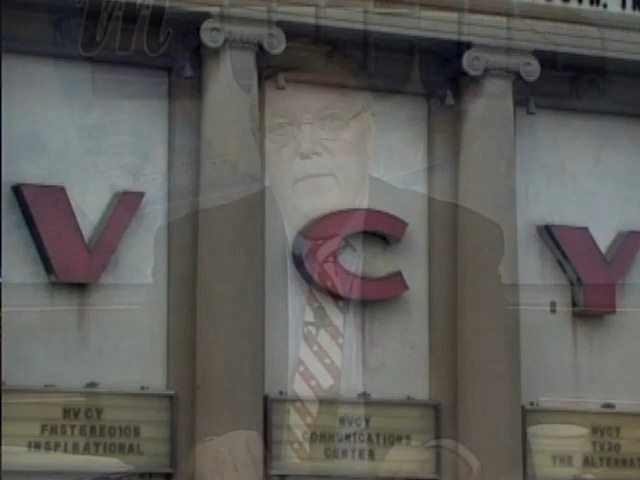 V C Y
WVCY
FMSTEREO108
INSPIRATIONAL
WVCY
COMMUNICATIONS
CENTER
WVCY
TV30
THE ALTERNAT